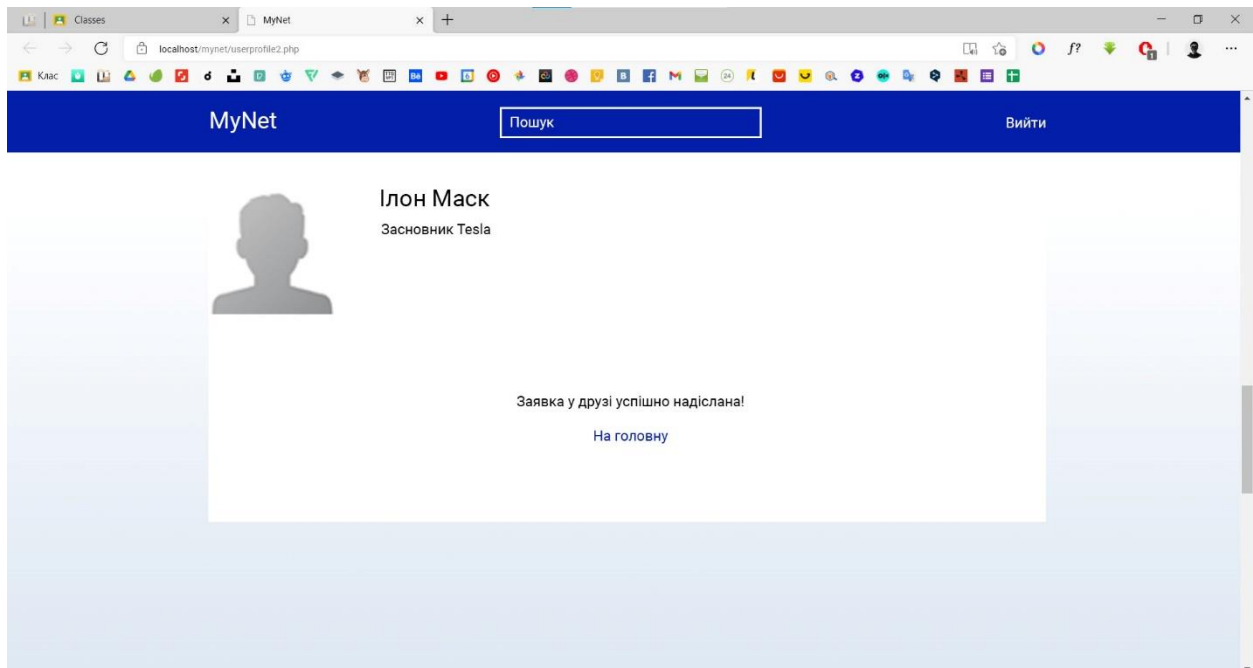 Classes
MyNet
localhost/mynet/userprofile2.php
f?
Клас
MyNet
Пошук
Вийти
Ілон Маск
Засновник Tesla
Заявка у друзі успішно надіслана!
На головну